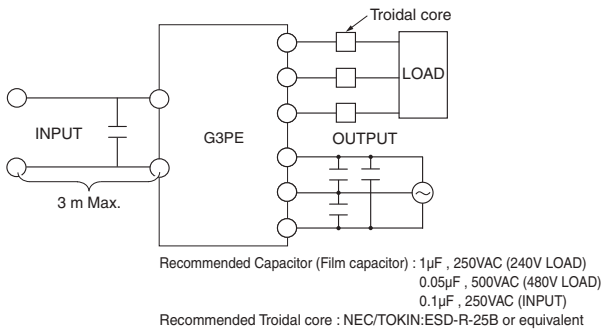 Troidal core
LOAD
INPUT
G3PE
OUTPUT
3 m Max.
Recommended Capacitor (Film capacitor) : 1µF , 250VAC (240V LOAD)
0.05µF , 500VAC (480V LOAD)
0.1µF , 250VAC (INPUT)
Recommended Troidal core : NEC/TOKIN:ESD-R-25B or equivalent